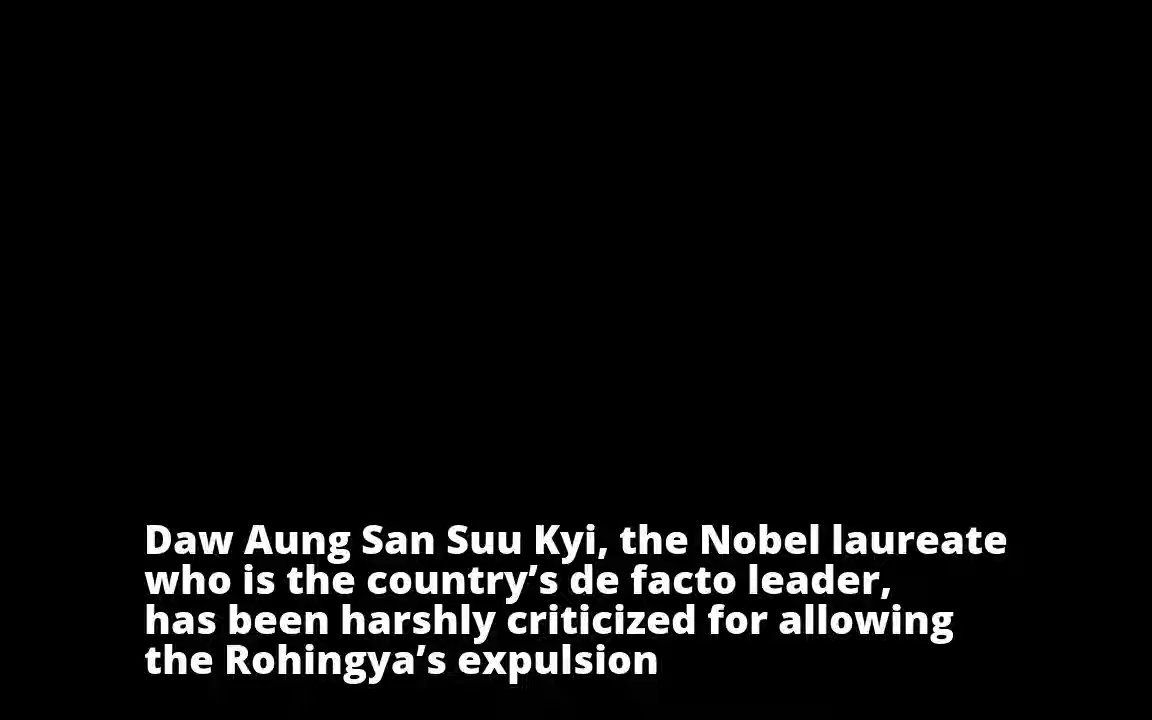 Daw Aung San Suu Kyi, the Nobel laureate
who is the country’s de facto leader,
has been harshly criticized for allowing
the Rohingya’s expulsion